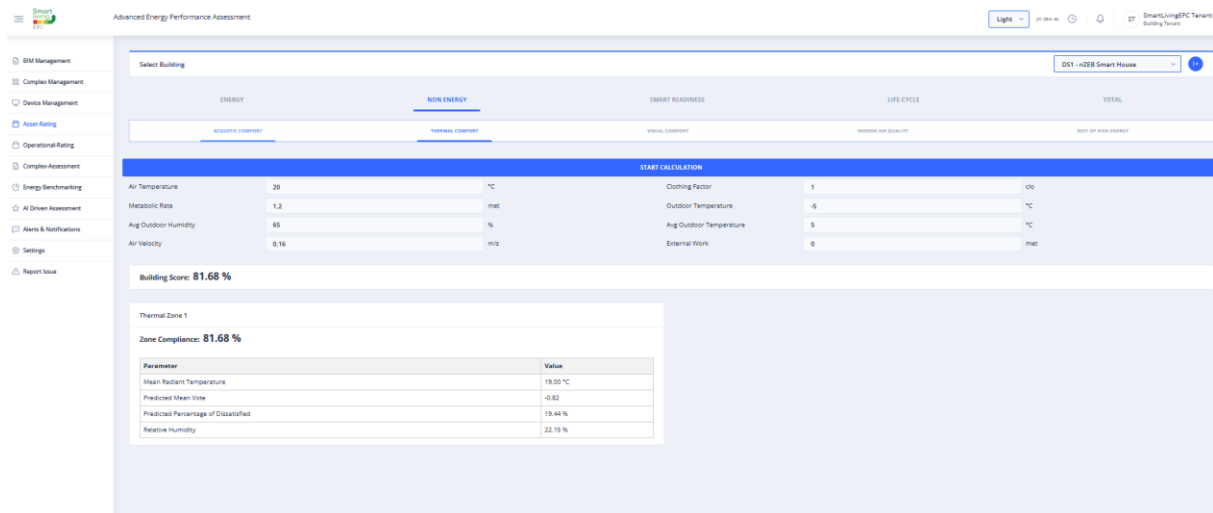 Smart living EPC
Advanced Energy Performance Assessment
Light
SmartLivingEPC Tenant
ST
Building Tenant
BIM Management
Complex Management
Device Management
Asset-Rating
Operational-Rating
Complex-Assessment
Energy Benchmarking
AI Driven Assessment
Alerts & Notifications
Settings
Report Issue
Select Building
DS1 - nZEB Smart House
ENERGY NON ENERGY SMART READINESS LIFE-CYCLE TOTAL
ACOUSTIC COMFORT THERMAL COMFORT VISUAL COMFORT INDOOR AIR QUALITY REST OF NON ENERGY
START CALCULATION
Air Temperature 20 °C Clothing Factor 1 clo
Metabolic Rate 1,2 met Outdoor Temperature -5 °C
Avg Outdoor Humidity 65 % Avg Outdoor Temperature 5 °C
Air Velocity 0,16 m/s External Work 0 met
Building Score: 81.68 %
Thermal Zone 1
Zone Compliance: 81.68 %
Parameter Value
Mean Radiant Temperature 19.00 °C
Predicted Mean Vote -0.82
Predicted Percentage of Dissatisfied 19.44 %
Relative Humidity 22.15 %